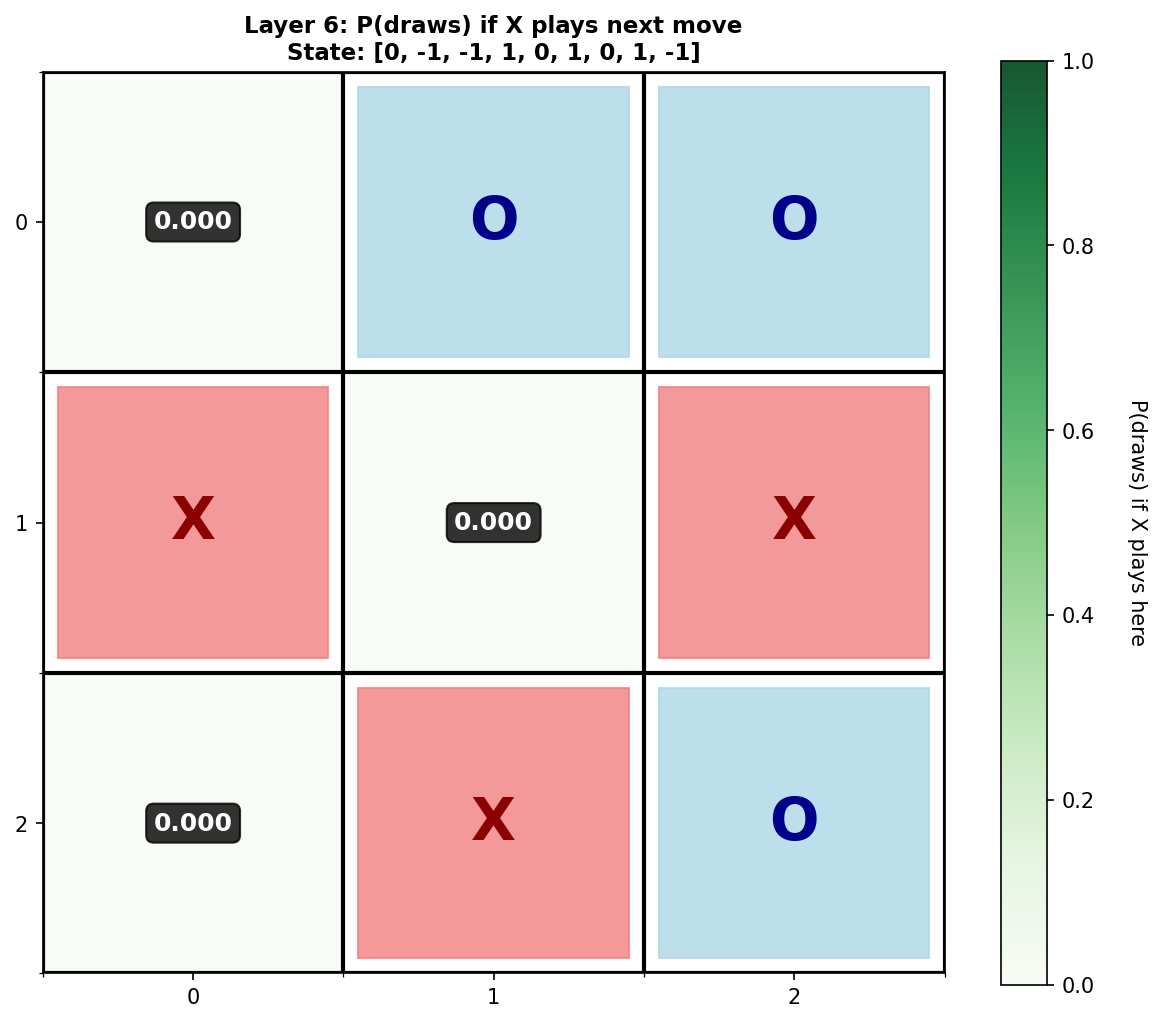 Layer 6: P(draws) if X plays next move
State: [0, -1, -1, 1, 0, 1, 0, 1, -1]
0
0.000
O
O
1
X
0.000
X
2
0.000
X
O
0
1
2
1.0
0.8
0.6
0.4
0.2
0.0
P(draws) if X plays here